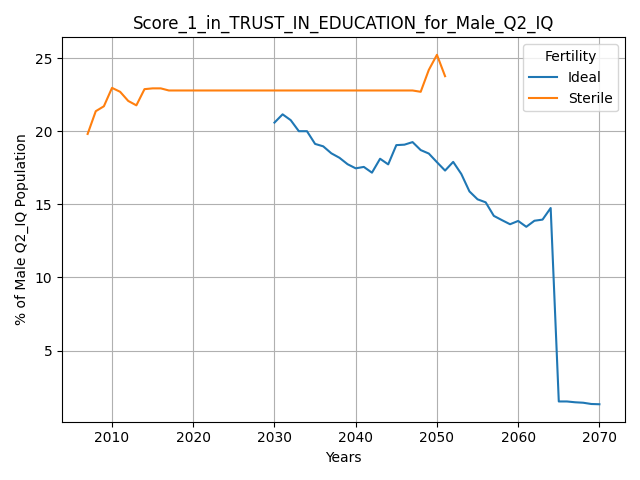 Score_1_in_TRUST_IN_EDUCATION_for_Male_Q2_IQ
Fertility
Ideal
Sterile
% of Male Q2_IQ Population
25
20
15
10
5
2010 2020 2030 2040 2050 2060 2070
Years